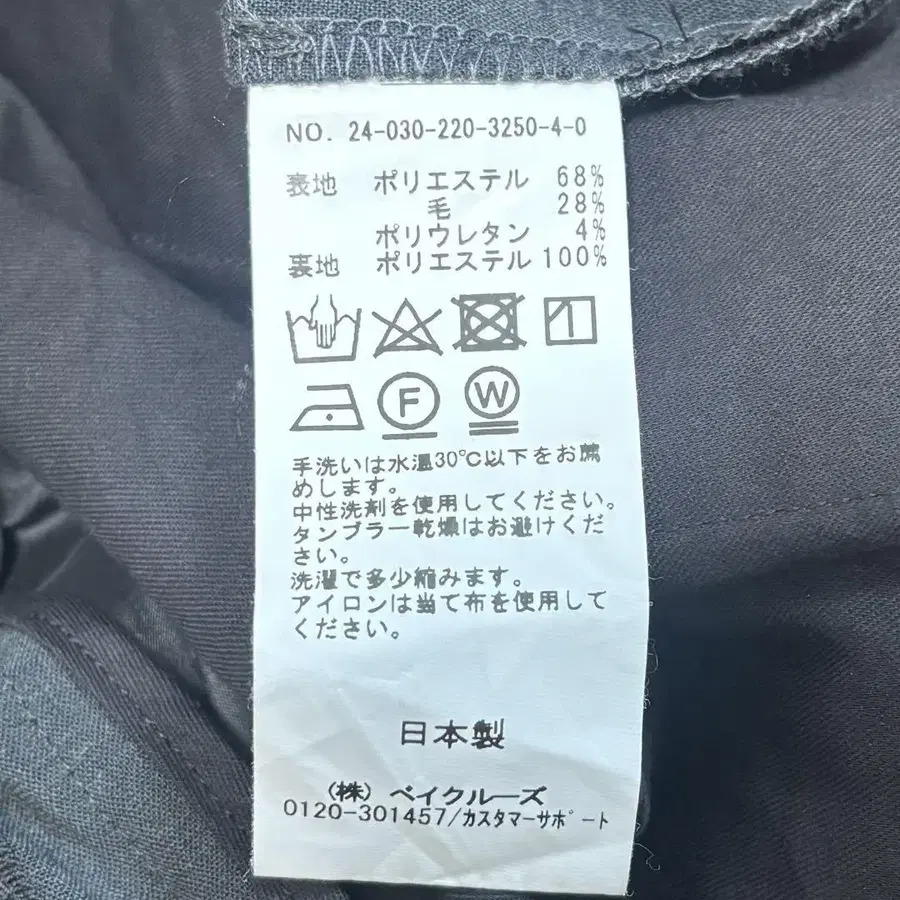 NO. 24-030-220-3250-4-0
表地 ポリエステル 68%
毛 28%
ポリウレタン 4%
裏地 ポリエステル 100%
F W
手洗いは水温30℃以下をお薦
めします。
中性洗剤を使用してください。
タンブラー乾燥はお避けくだ
さい。
洗濯で多少縮みます。
アイロンは当て布を使用して
ください。
日本製
(株) ベイクルーズ
0120-301457/カスタマーサポート